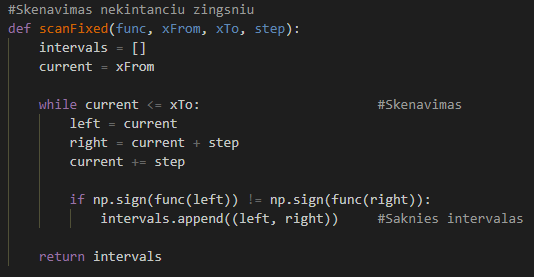 #Skenavimas nekintanciu zingsniu
def scanFixed(func, xFrom, xTo, step):
    intervals = []
    current = xFrom

    while current <= xTo:                       #Skenavimas
        left = current
        right = current + step
        current += step

        if np.sign(func(left)) != np.sign(func(right)):
            intervals.append((left, right))     #Saknies intervalas

    return intervals